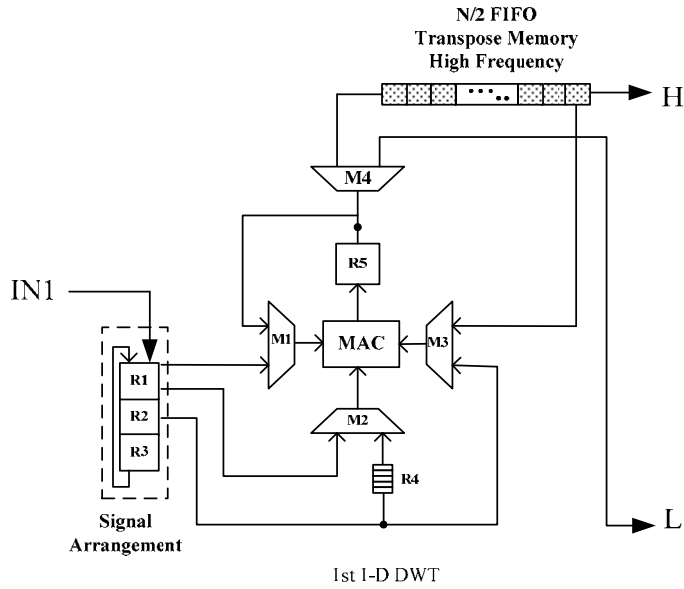 N/2 FIFO
Transpose Memory
High Frequency
H
M4
R5
IN1
M1
MAC
M3
R1
R2
R3
M2
R4
Signal
Arrangement
L
1st 1-D DWT